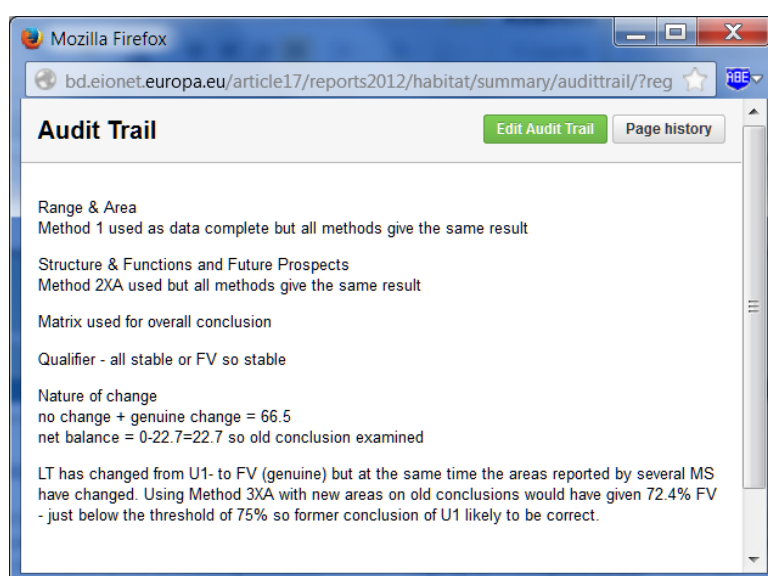 Mozilla Firefox
bd.eionet.europa.eu/article17/reports2012/habitat/summary/audittrail/?reg
ABE
Audit Trail
Edit Audit Trail
Page history
Range & Area
Method 1 used as data complete but all methods give the same result
Structure & Functions and Future Prospects
Method 2XA used but all methods give the same result
Matrix used for overall conclusion
Qualifier - all stable or FV so stable
Nature of change
no change + genuine change = 66.5
net balance = 0-22.7=22.7 so old conclusion examined
LT has changed from U1- to FV (genuine) but at the same time the areas reported by several MS
have changed. Using Method 3XA with new areas on old conclusions would have given 72.4% FV
- just below the threshold of 75% so former conclusion of U1 likely to be correct.